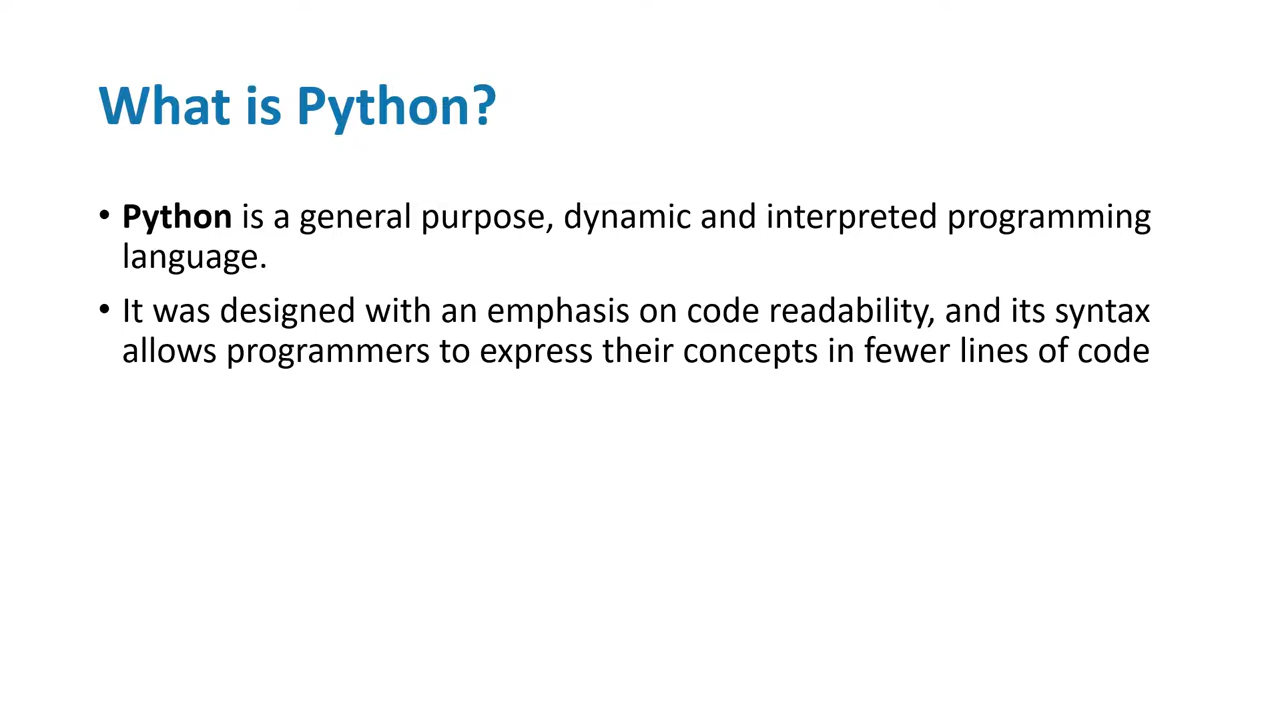 What is Python?
• Python is a general purpose, dynamic and interpreted programming
language.
• It was designed with an emphasis on code readability, and its syntax
allows programmers to express their concepts in fewer lines of code